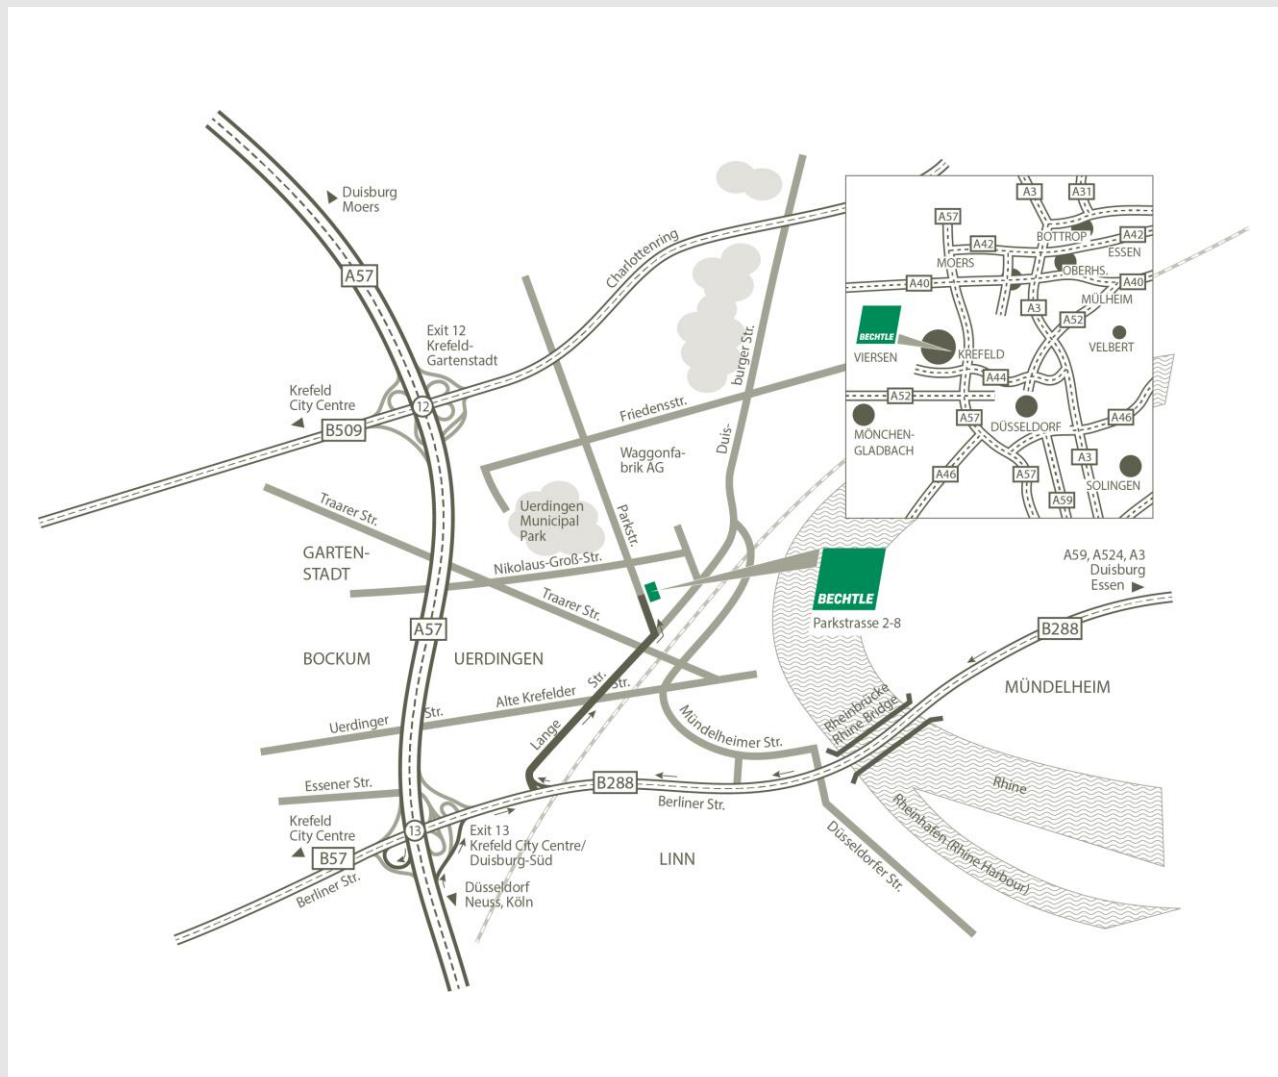 Duisburg
Moers
A57
Charlottenring
Exit 12
Krefeld-
Gartenstadt
Krefeld
City Centre
B509
12
Friedensstr.
Duis-
burger Str.
Waggonfa-
brik AG
Traarer Str.
Uerdingen
Municipal
Park
Parkstr.
GARTEN-
STADT
Nikolaus-Groß-Str.
Traarer Str.
BECHTLE
Parkstrasse 2-8
A59, A524, A3
Duisburg
Essen
B288
A57
BOCKUM
UERDINGEN
MÜNDELHEIM
Alte Krefelder
Str.
Uerdinger
Str.
Lange
Str.
Mündelheimer Str.
Rheinbrücke
Rhine Bridge
Essener Str.
B288
Berliner Str.
Rhine
Rheinhafen (Rhine Harbour)
Krefeld
City Centre
13
B57
Exit 13
Krefeld City Centre/
Duisburg-Süd
LINN
Düsseldorfer Str.
Berliner Str.
Düsseldorf
Neuss, Köln
A3
A31
A57
BOTTROP
A42
A42
ESSEN
MOERS
OBERHS.
A40
A40
MÜLHEIM
A3
A52
BECHTLE
VIERSEN
KREFELD
VELBERT
A44
A52
A57
DÜSSELDORF
A46
MÖNCHEN-
GLADBACH
A3
A46
A57
SOLINGEN
A59